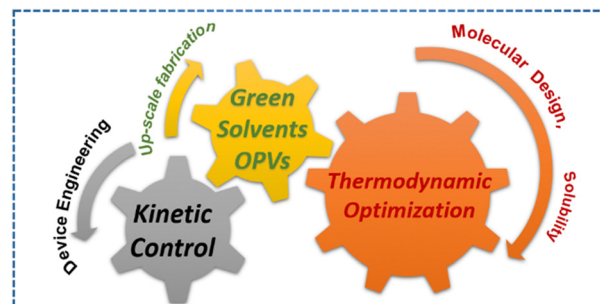 Device Engineering
Up-scale fabrication
Green
Solvents
OPVs
Kinetic
Control
Thermodynamic
Optimization
Molecular Design,
Solubility